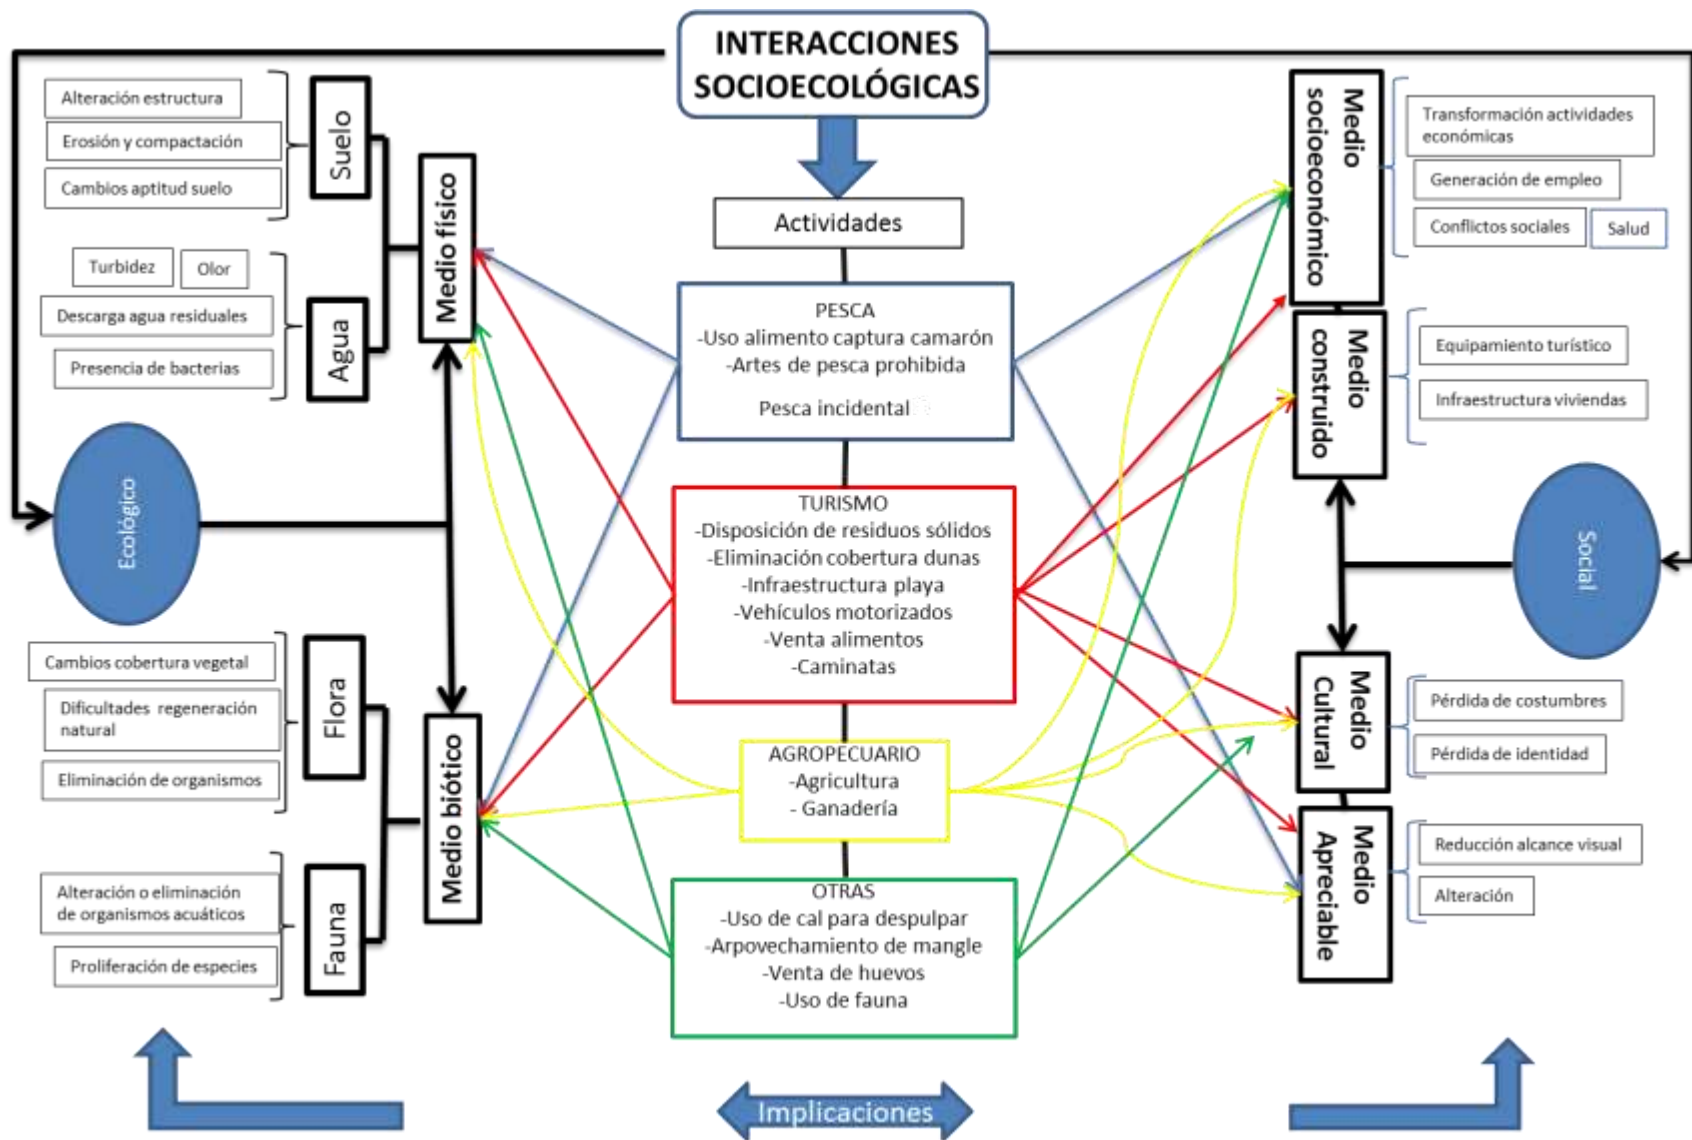 INTERACCIONES
SOCIOECOLÓGICAS
Actividades
PESCA
-Uso alimento captura camarón
-Artes de pesca prohibida
Pesca incidental
TURISMO
-Disposición de residuos sólidos
-Eliminación cobertura dunas
-Infraestructura playa
-Vehículos motorizados
-Venta alimentos
-Caminatas
AGROPECUARIO
-Agricultura
- Ganadería
OTRAS
-Uso de cal para despulpar
-Arpovechamiento de mangle
-Venta de huevos
-Uso de fauna
Implicaciones
Ecológico
Medio físico
Suelo
Alteración estructura
Erosión y compactación
Cambios aptitud suelo
Agua
Turbidez
Olor
Descarga agua residuales
Presencia de bacterias
Medio biótico
Flora
Cambios cobertura vegetal
Dificultades regeneración
natural
Eliminación de organismos
Fauna
Alteración o eliminación
de organismos acuáticos
Proliferación de especies
Social
Medio
socioeconómico
Transformación actividades
económicas
Generación de empleo
Conflictos sociales
Salud
Medio
construido
Equipamiento turístico
Infraestructura viviendas
Medio
Cultural
Pérdida de costumbres
Pérdida de identidad
Medio
Apreciable
Reducción alcance visual
Alteración